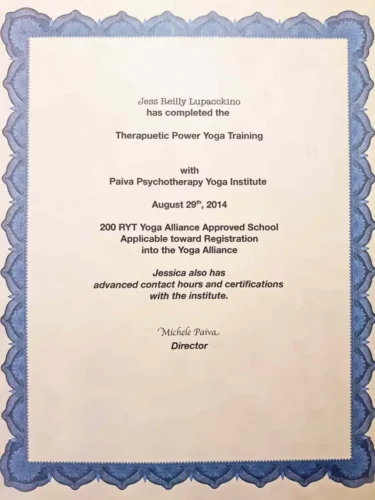 Jess Reilly Lupacckino
has completed the
Therapuetic Power Yoga Training
with
Paiva Psychotherapy Yoga Institute
August 29th, 2014
200 RYT Yoga Alliance Approved School
Applicable toward Registration
into the Yoga Alliance
Jessica also has
advanced contact hours and certifications
with the institute.
Michele Paiva
Director